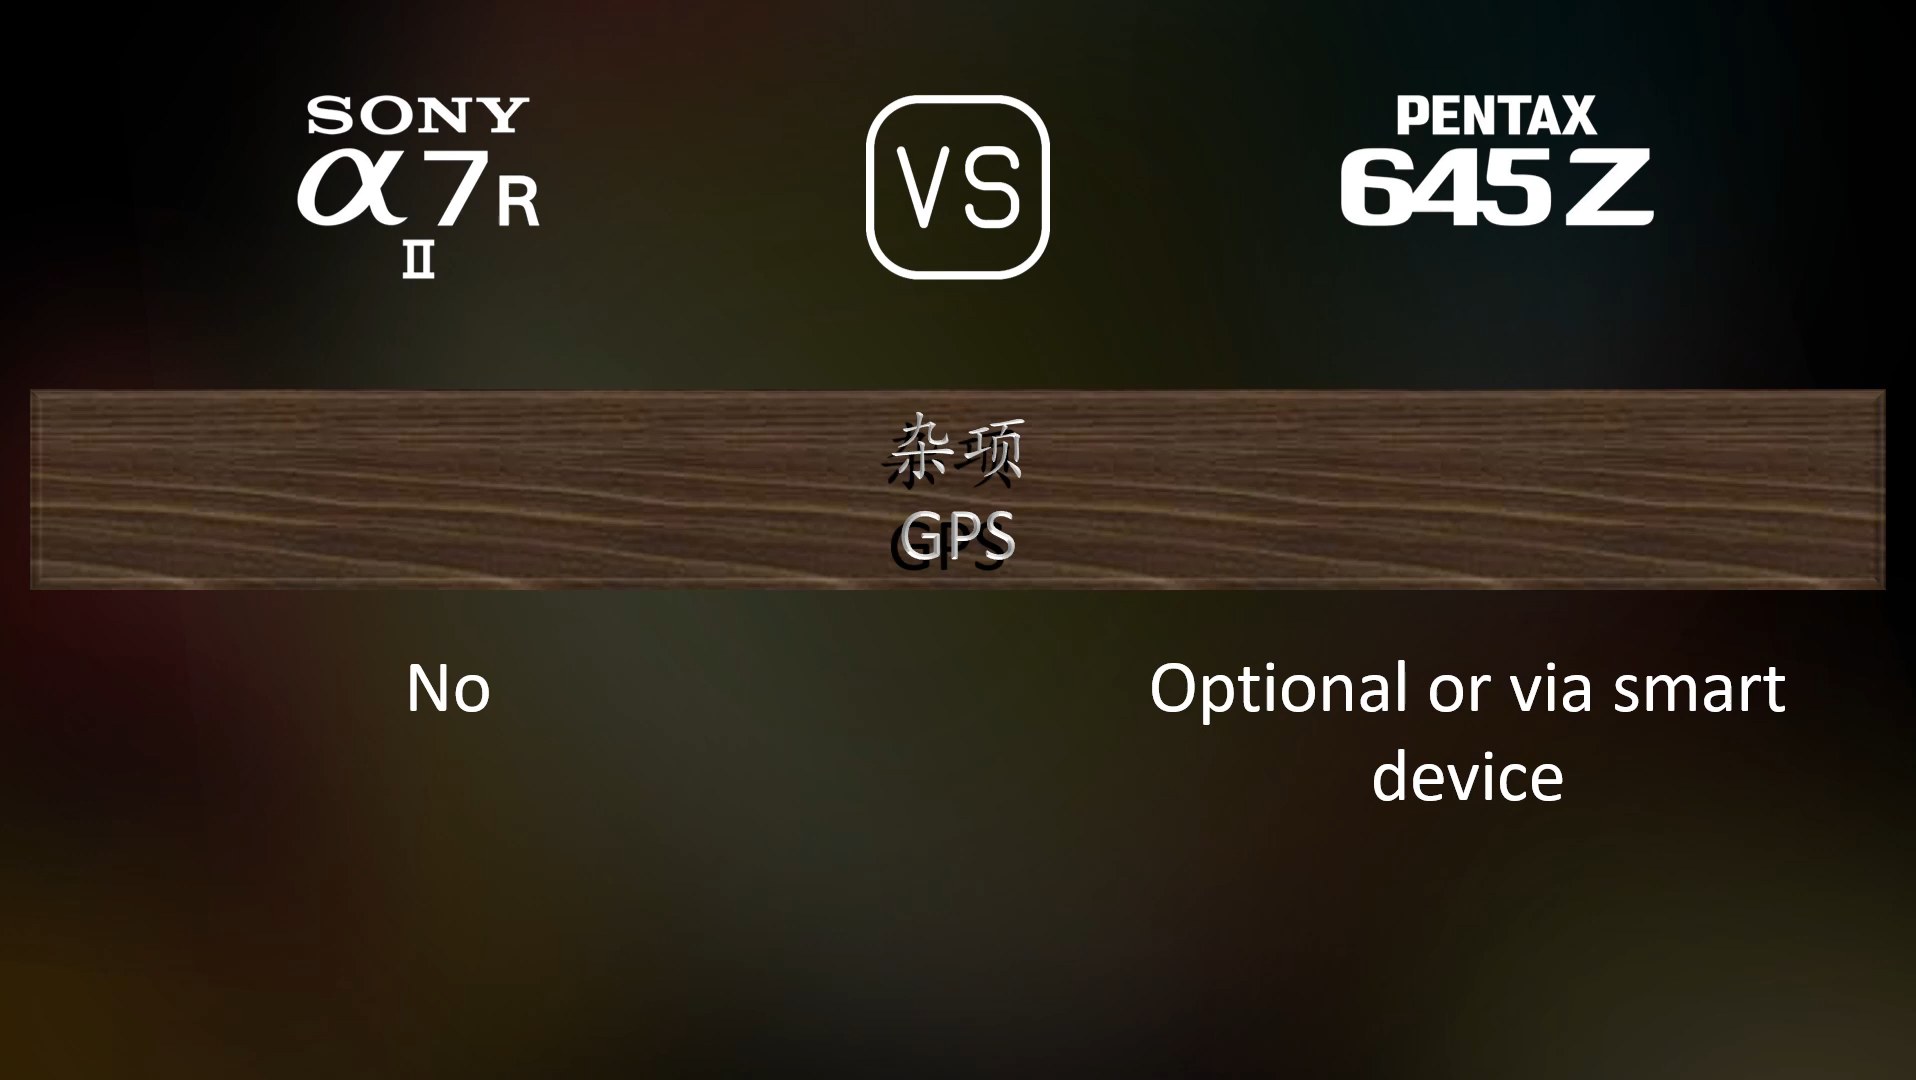 SONY
α7R
II
VS
PENTAX
645Z
杂项
GPS
No
Optional or via smart
device